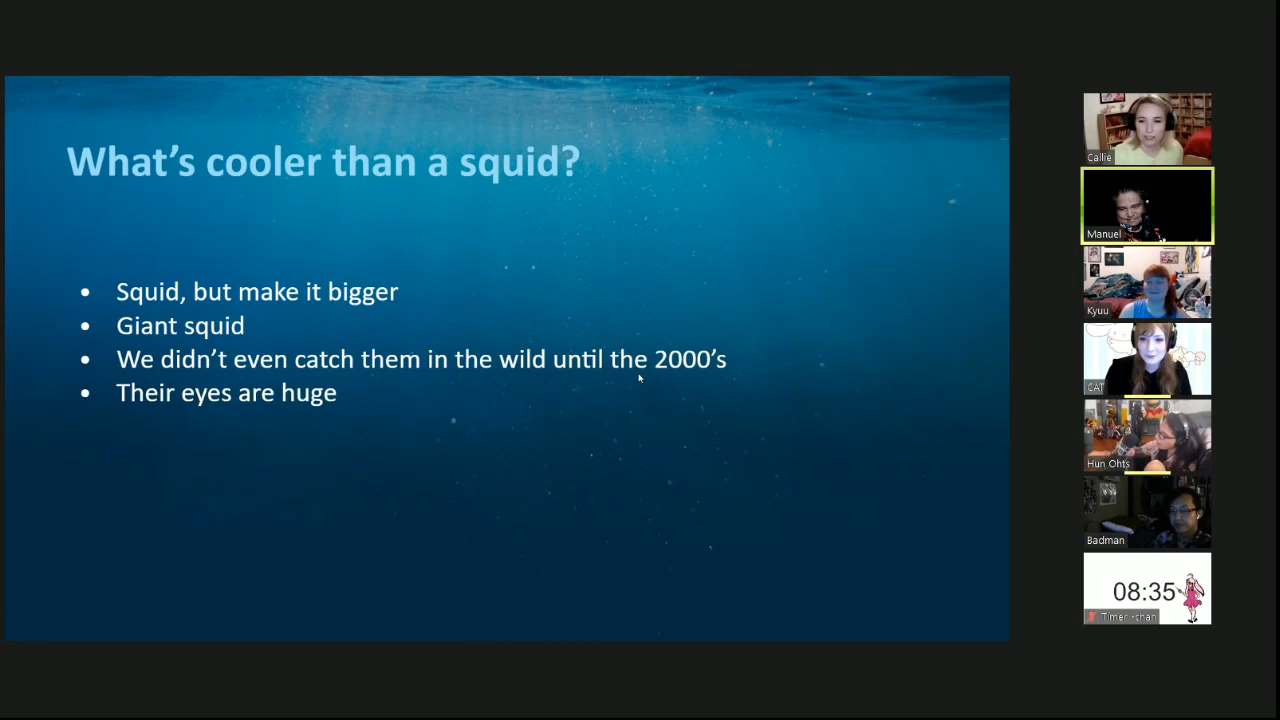 What's cooler than a squid?
• Squid, but make it bigger
• Giant squid
• We didn't even catch them in the wild until the 2000's
• Their eyes are huge
Callie
Manuel
Kyuu
CAT
Hun Ohts
Badman
08:35
Timer -chan